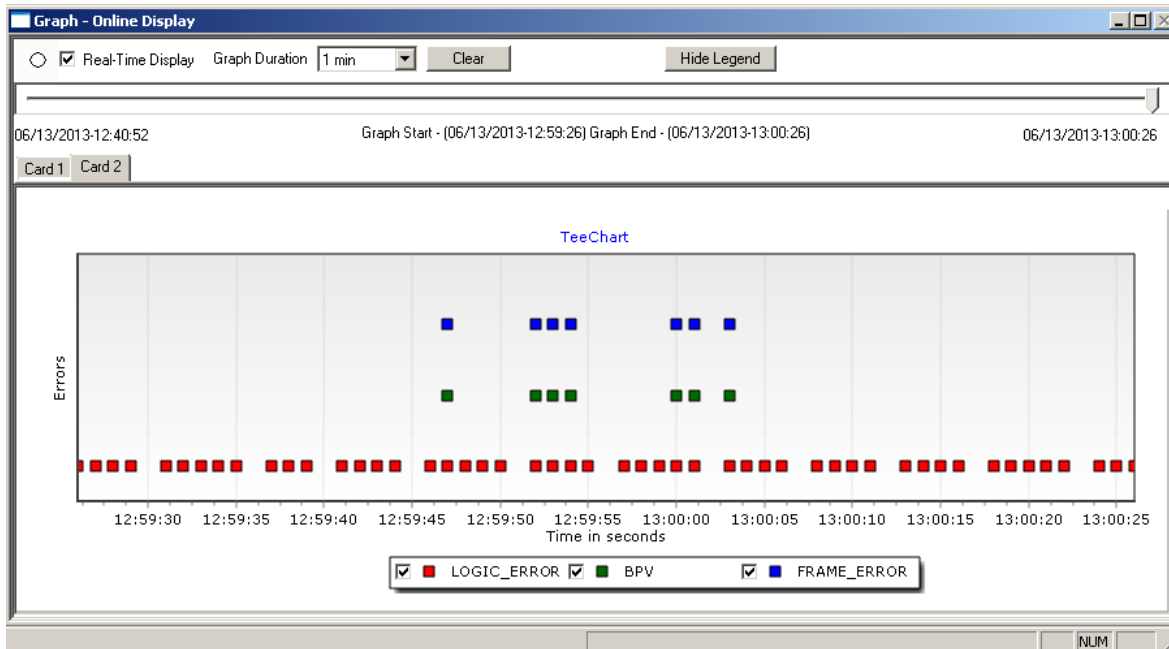 Graph - Online Display
Real-Time Display Graph Duration 1 min Clear Hide Legend
06/13/2013-12:40:52 Graph Start - (06/13/2013-12:59:26) Graph End - (06/13/2013-13:00:26) 06/13/2013-13:00:26
Card 1 Card 2
TeeChart
Errors
12:59:30 12:59:35 12:59:40 12:59:45 12:59:50 12:59:55 13:00:00 13:00:05 13:00:10 13:00:15 13:00:20 13:00:25
Time in seconds
LOGIC_ERROR BPV FRAME_ERROR
NUM